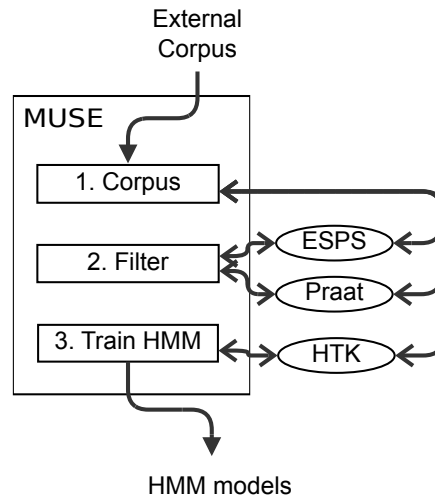 External
Corpus
MUSE
1. Corpus
2. Filter
ESPS
Praat
3. Train HMM
HTK
HMM models